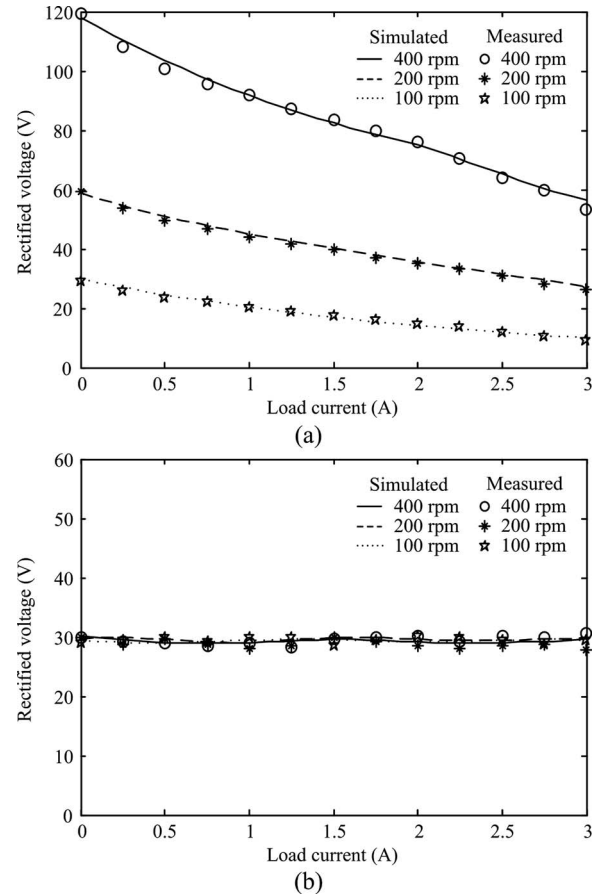 120
100
80
60
40
20
0
Rectified voltage (V)
Simulated Measured
400 rpm 400 rpm
200 rpm 200 rpm
100 rpm 100 rpm
0 0.5 1 1.5 2 2.5 3
Load current (A)
(a)
60
50
40
30
20
10
0
Rectified voltage (V)
Simulated Measured
400 rpm 400 rpm
200 rpm 200 rpm
100 rpm 100 rpm
0 0.5 1 1.5 2 2.5 3
Load current (A)
(b)